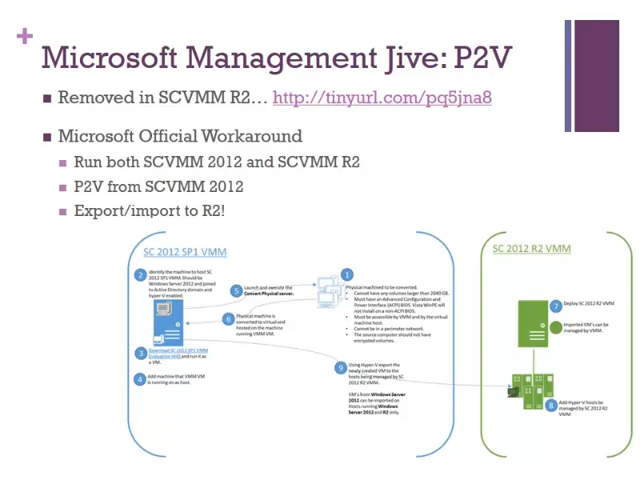 +
Microsoft Management Jive: P2V
Removed in SCVMM R2… http://tinyurl.com/pq5jna8
Microsoft Official Workaround
Run both SCVMM 2012 and SCVMM R2
P2V from SCVMM 2012
Export/import to R2!
SC 2012 SP1 VMM
2
Identify the machine to host SC
2012 SP1 VMM. Should be
Windows Server 2012 and joined
to Active Directory domain and
hyper-V enabled.
3
Download SC 2012 SP1 VMM
Evaluation VHD and run it as
a VM.
4
Add machine that VMM VM
is running on as host.
5
Launch and execute the
Convert Physical server.
6
Physical machine is
converted to virtual and
hosted on the machine
running VMM VM.
1
Physical machined to be converted.
• Cannot have any volumes larger than 2040 GB.
• Must have an Advanced Configuration and
Power Interface (ACPI) BIOS. Vista WinPE will
not install on a non-ACPI BIOS.
• Must be accessible by VMM and by the virtual
machine host.
• Cannot be in a perimeter network.
• The source computer should not have
encrypted volumes.
9
Using Hyper-V export the
newly created VM to the
hosts being managed by SC
2012 R2 VMM.
VM's from Windows Server
2012 can be imported on
Hosts running Windows
Server 2012 and R2 only.
SC 2012 R2 VMM
7
Deploy SC 2012 R2 VMM
Imported VM's can be
managed by VMM.
8
Add Hyper-V hosts be
managed by SC 2012 R2
VMM